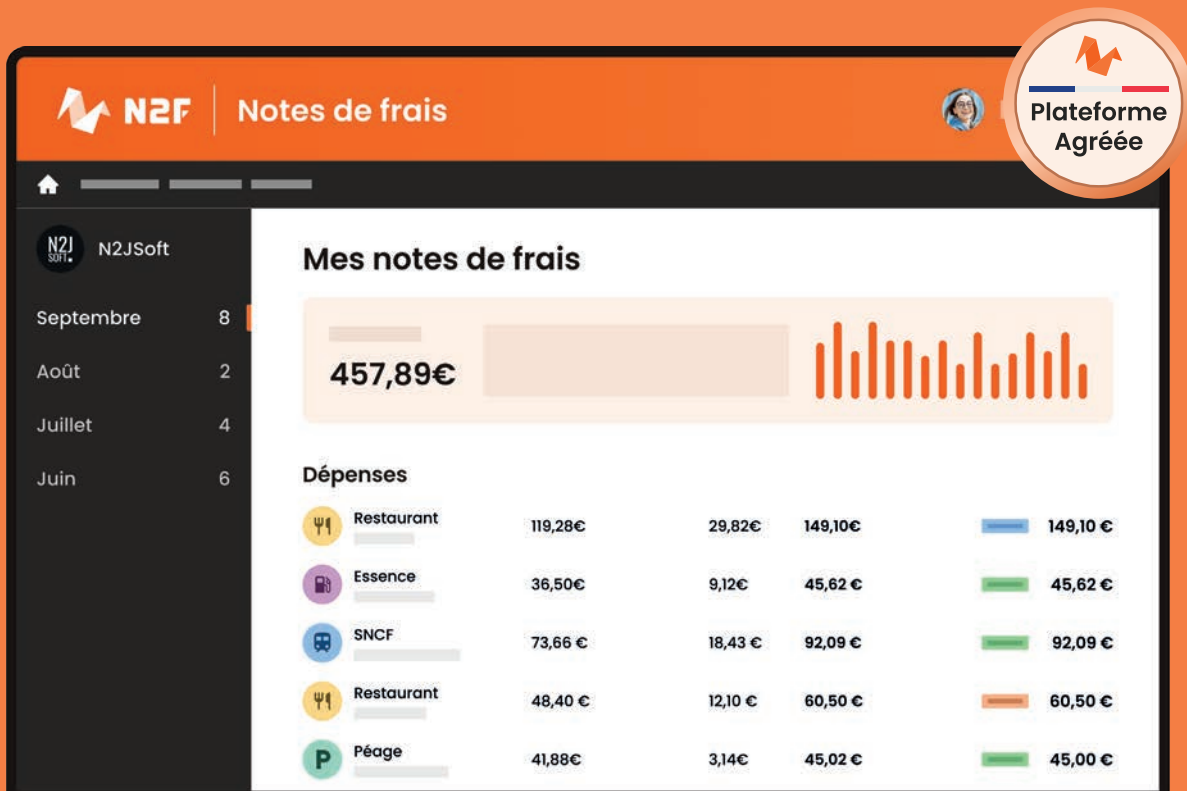 N2F
Notes de frais
Plateforme
Agréée
N2J
SOFT.
N2JSoft
Septembre 8
Août 2
Juillet 4
Juin 6
Mes notes de frais
457,89€
Dépenses
Restaurant 119,28€ 29,82€ 149,10€ 149,10 €
Essence 36,50€ 9,12€ 45,62 € 45,62 €
SNCF 73,66 € 18,43 € 92,09 € 92,09 €
Restaurant 48,40 € 12,10 € 60,50 € 60,50 €
P Péage 41,88€ 3,14€ 45,02 € 45,00 €